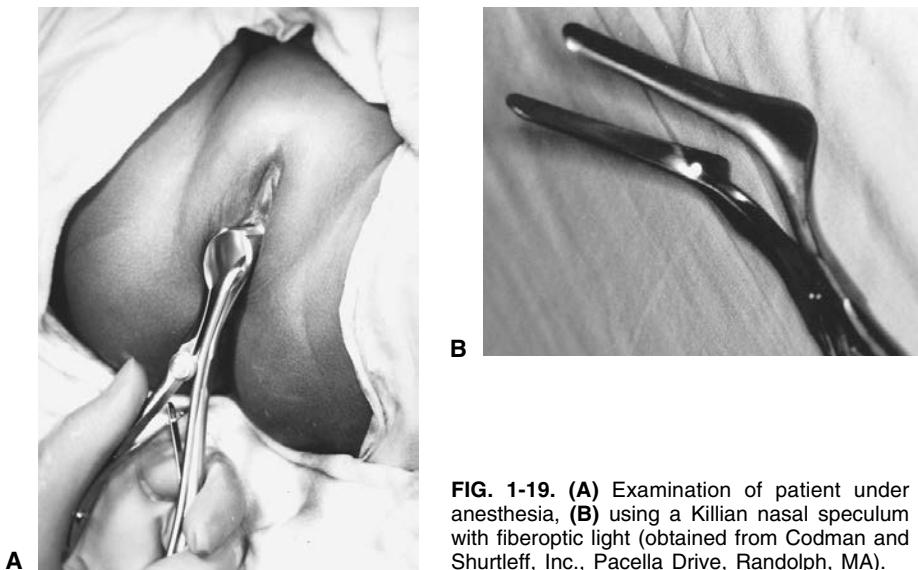 A
B
FIG. 1-19. (A) Examination of patient under
anesthesia, (B) using a Killian nasal speculum
with fiberoptic light (obtained from Codman and
Shurtleff, Inc., Pacella Drive, Randolph, MA).